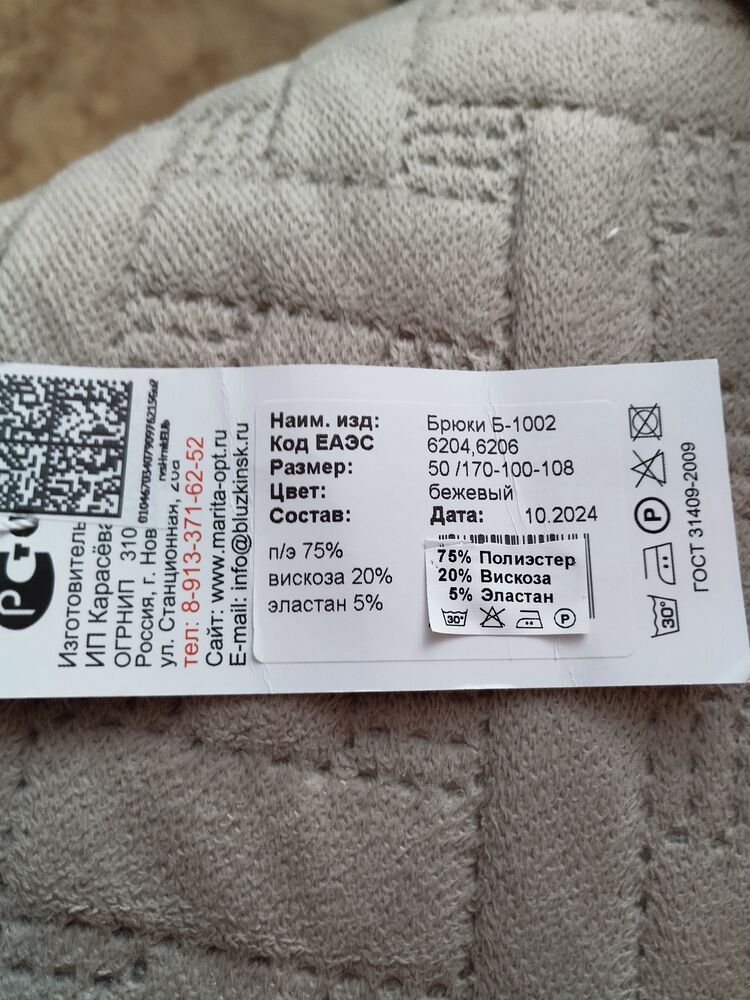 Наим. изд: Брюки Б-1002
Код ЕАЭС 6204,6206
Размер: 50 /170-100-108
Цвет: бежевый
Состав: Дата: 10.2024
п/э 75%
вискоза 20%
эластан 5%
75% Полиэстер
20% Вискоза
5% Эластан
30° P
Изготовитель
ИП Карасёва
ОГРНИП 310
Россия, г. Нов
ул. Станционная,
тел: 8-913-371-62-52
Сайт: www.marita-opt.ru
E-mail: info@bluzkinsk.ru
30° P
ГОСТ 31409-2009